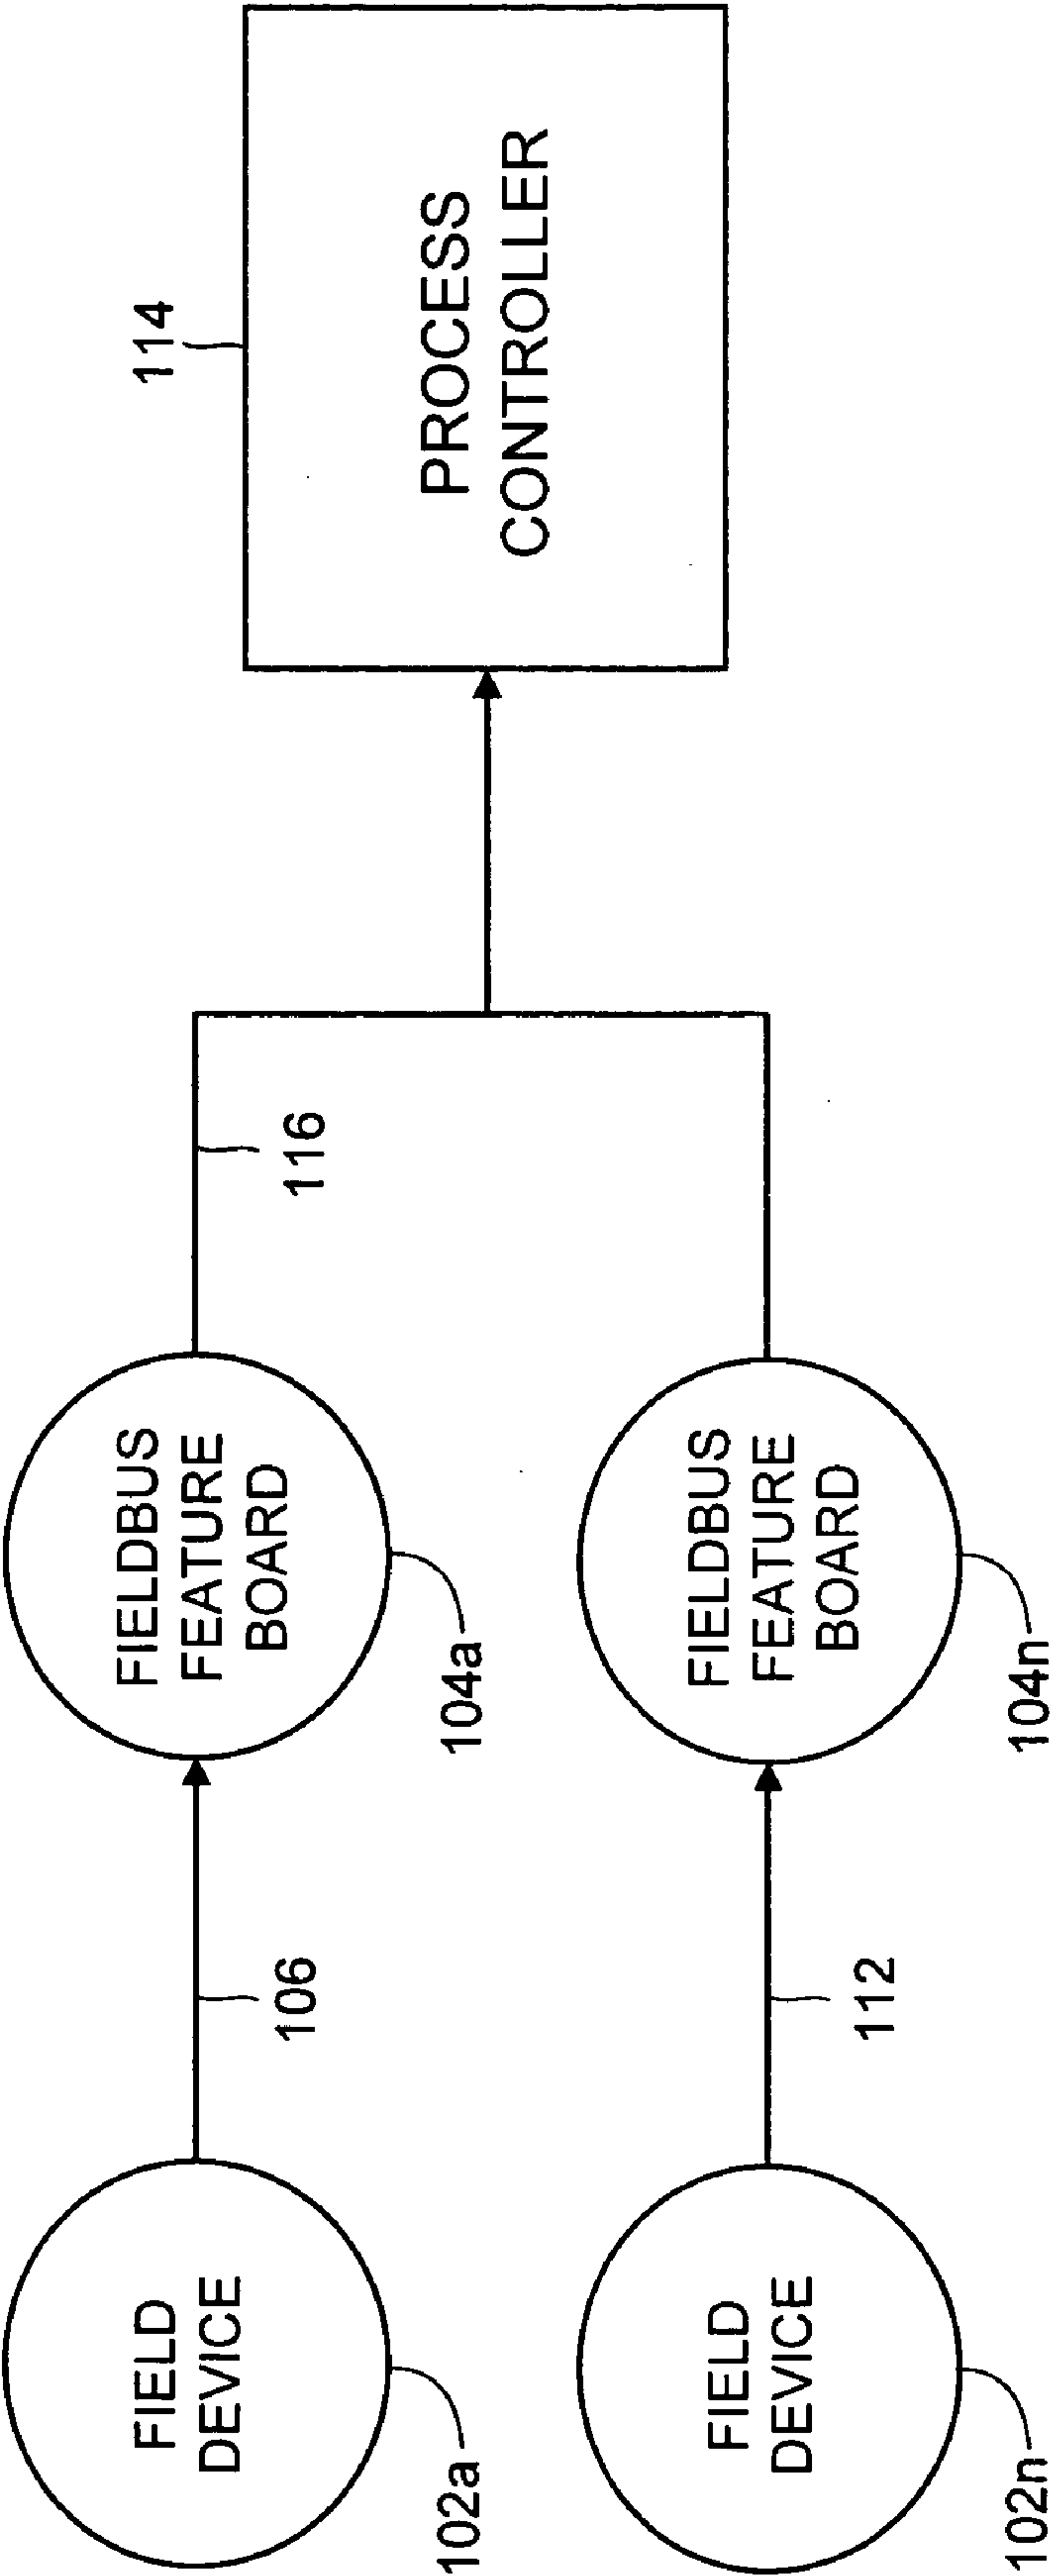 FIELD
DEVICE
102a
106
FIELDBUS
FEATURE
BOARD
104a
116
FIELD
DEVICE
102n
112
FIELDBUS
FEATURE
BOARD
104n
114
PROCESS
CONTROLLER